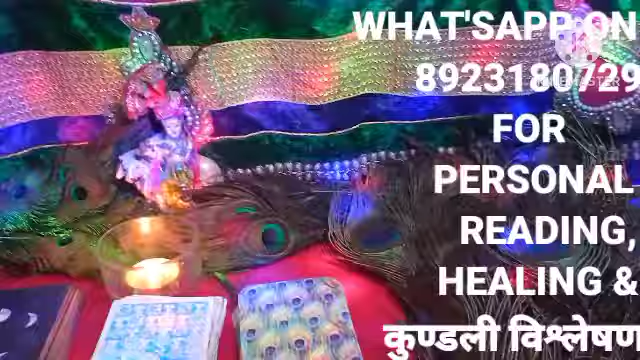 WHAT'SAPP ON
8923180729
FOR
PERSONAL
READING,
HEALING &
कुण्डली विश्लेषण